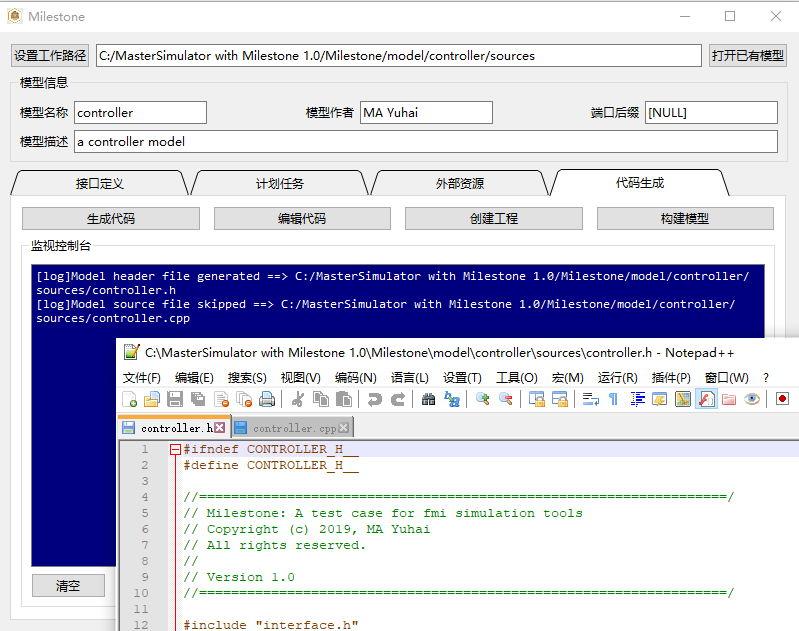 Milestone
设置工作路径 C:/MasterSimulator with Milestone 1.0/Milestone/model/controller/sources 打开已有模型
模型信息
模型名称 controller 模型作者 MA Yuhai 端口后缀 [NULL]
模型描述 a controller model
接口定义 计划任务 外部资源 代码生成
生成代码 编辑代码 创建工程 构建模型
监视控制台
[log]Model header file generated ==> C:/MasterSimulator with Milestone 1.0/Milestone/model/controller/
sources/controller.h
[log]Model source file skipped ==> C:/MasterSimulator with Milestone 1.0/Milestone/model/controller/
sources/controller.cpp
清空
C:\MasterSimulator with Milestone 1.0\Milestone\model\controller\sources\controller.h - Notepad++
文件(F) 编辑(E) 搜索(S) 视图(V) 编码(N) 语言(L) 设置(T) 工具(O) 宏(M) 运行(R) 插件(P) 窗口(W) ?
controller.h controller.cpp
1 #ifndef CONTROLLER_H__
2 #define CONTROLLER_H__
3
4 //==================================================================/
5 // Milestone: A test case for fmi simulation tools
6 // Copyright (c) 2019, MA Yuhai
7 // All rights reserved.
8 //
9 // Version 1.0
10 //==================================================================/
11
12 #include "interface.h"